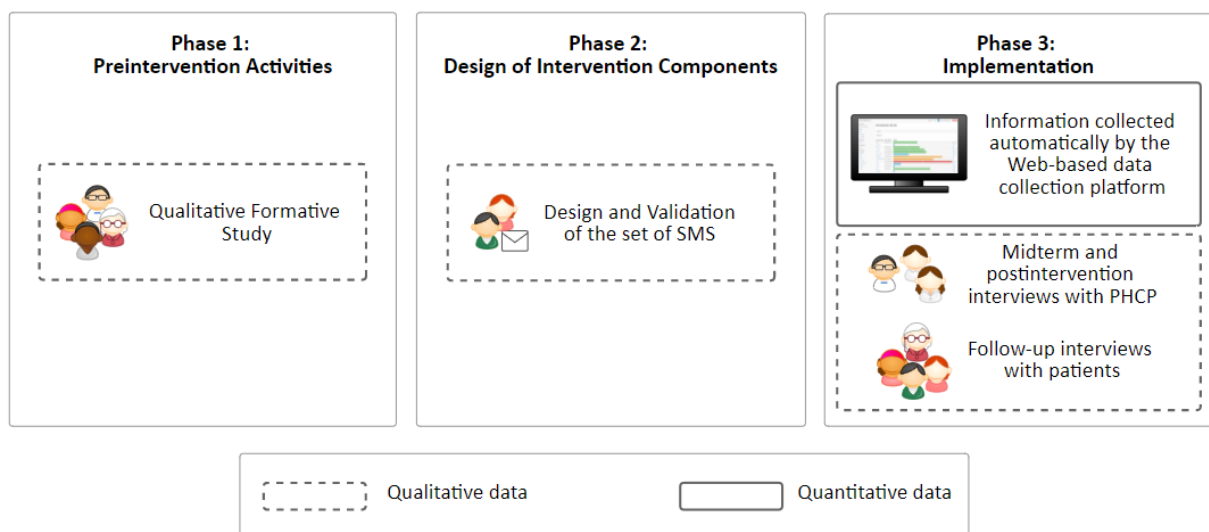 Phase 1:
Preintervention Activities
Qualitative Formative
Study
Phase 2:
Design of Intervention Components
Design and Validation
of the set of SMS
Phase 3:
Implementation
Information collected
automatically by the
Web-based data
collection platform
Midterm and
postintervention
interviews with PHCP
Follow-up interviews
with patients
Qualitative data
Quantitative data